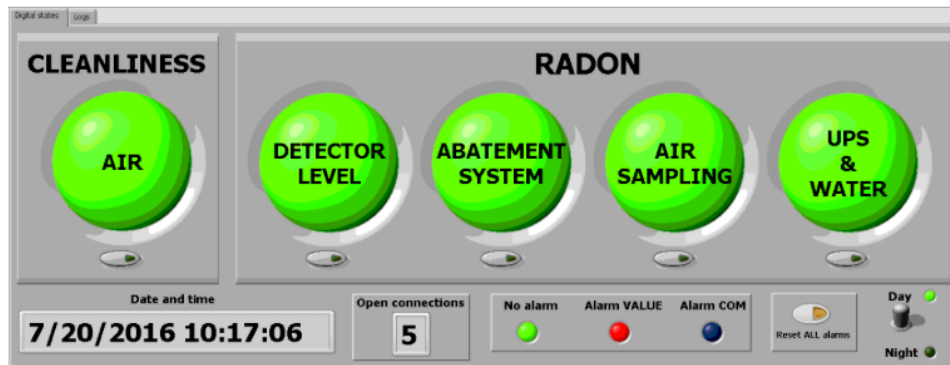 Digital states Logs
CLEANLINESS
AIR
RADON
DETECTOR
LEVEL
ABATEMENT
SYSTEM
AIR
SAMPLING
UPS
&
WATER
Date and time
7/20/2016 10:17:06
Open connections
5
No alarm Alarm VALUE Alarm COM
Reset ALL alarms
Day
Night